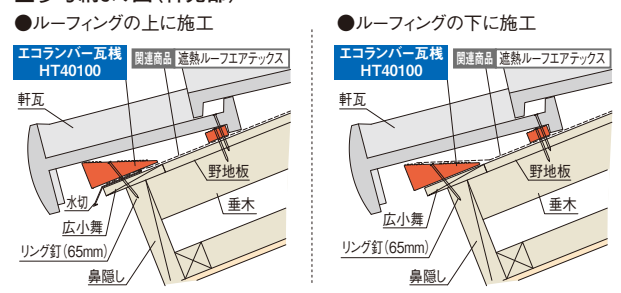 ●ルーフィングの上に施工
エコランバー瓦桟
HT40100
関連商品 遮熱ルーフエアテックス
軒瓦
野地板
水切
垂木
広小舞
リング釘(65mm)
鼻隠し
●ルーフィングの下に施工
エコランバー瓦桟
HT40100
関連商品 遮熱ルーフエアテックス
軒瓦
野地板
垂木
広小舞
リング釘(65mm)
鼻隠し